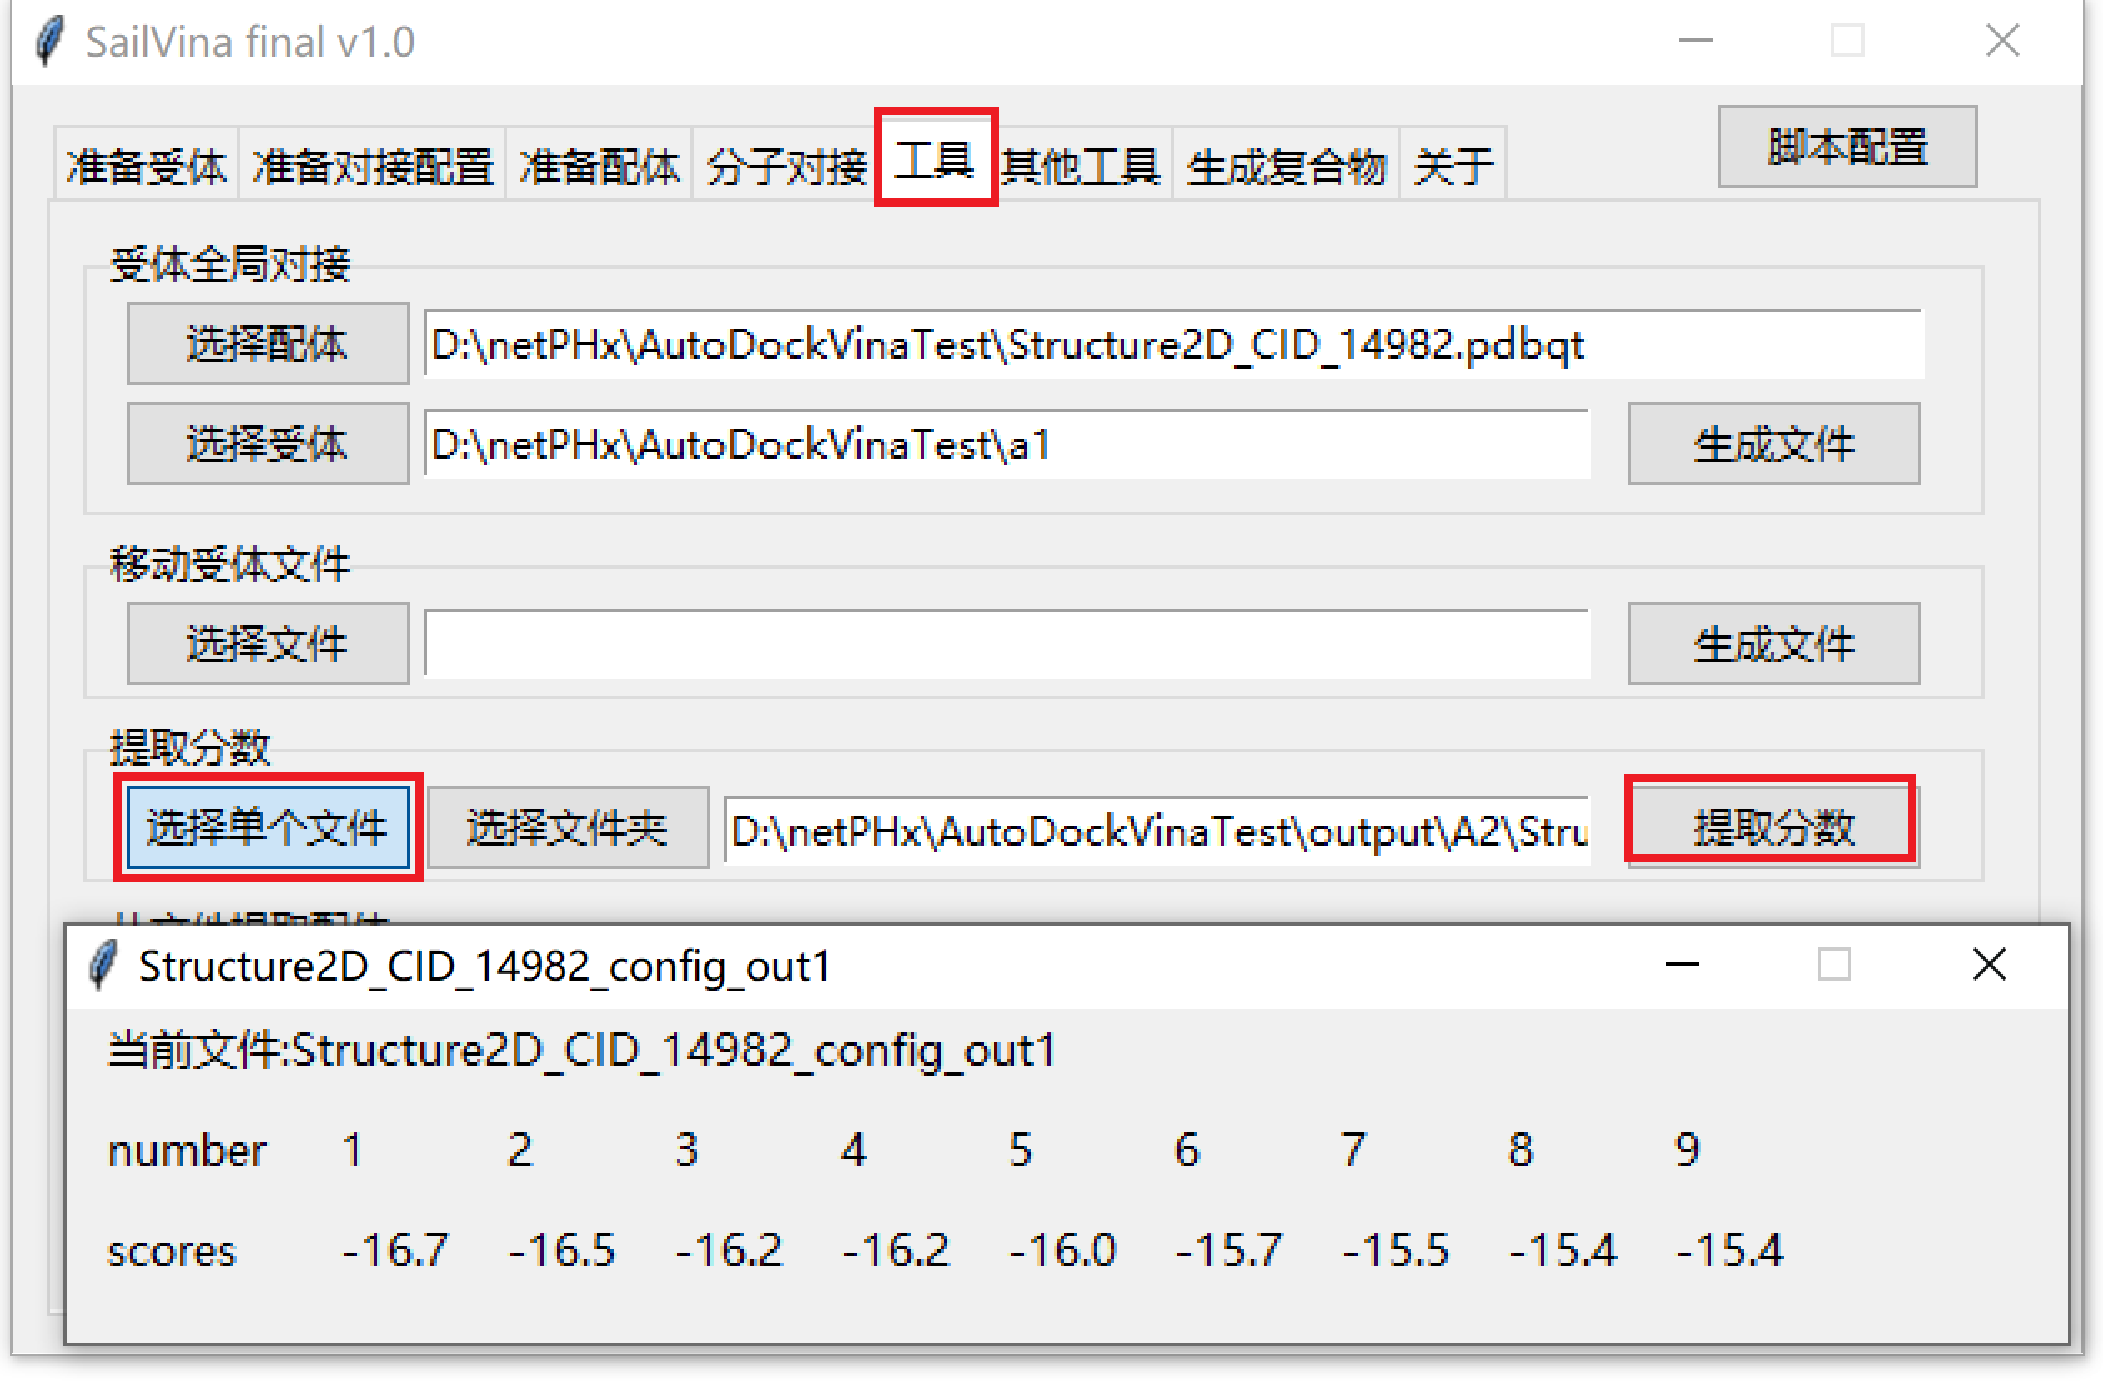 SailVina final v1.0
准备受体 准备对接配置 准备配体 分子对接 工具 其他工具 生成复合物 关于 脚本配置
受体全局对接
选择配体 D:\netPHx\AutoDockVinaTest\Structure2D_CID_14982.pdbqt
选择受体 D:\netPHx\AutoDockVinaTest\a1 生成文件
移动受体文件
选择文件 生成文件
提取分数
选择单个文件 选择文件夹 D:\netPHx\AutoDockVinaTest\output\A2\Stru 提取分数
Structure2D_CID_14982_config_out1
当前文件:Structure2D_CID_14982_config_out1
number 1 2 3 4 5 6 7 8 9
scores -16.7 -16.5 -16.2 -16.2 -16.0 -15.7 -15.5 -15.4 -15.4